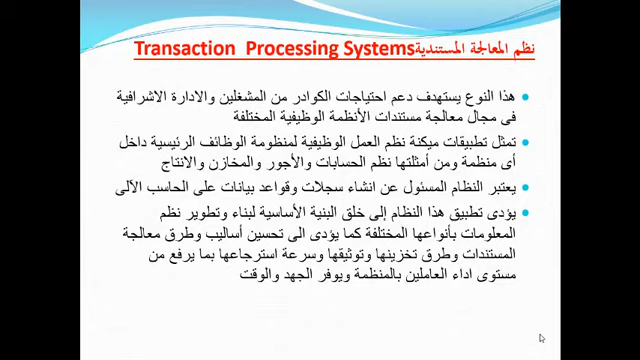 نظم المعالجة المستندية Transaction Processing Systems
هذا النوع يستهدف دعم احتياجات الكوادر من المشغلين والادارة الاشرافية
فى مجال معالجة مستندات الأنظمة الوظيفية المختلفة
تمثل تطبيقات ميكنة نظم العمل الوظيفية لمنظومة الوظائف الرئيسية داخل
أى منظمة ومن أمثلتها نظم الحسابات والأجور والمخازن والانتاج
يعتبر النظام المسئول عن انشاء سجلات وقواعد بيانات على الحاسب الآلى
يؤدى تطبيق هذا النظام إلى خلق البنية الأساسية لبناء وتطوير نظم
المعلومات بأنواعها المختلفة كما يؤدى الى تحسين أساليب وطرق معالجة
المستندات وطرق تخزينها وتوثيقها وسرعة استرجاعها بما يرفع من
مستوى اداء العاملين بالمنظمة ويوفر الجهد والوقت